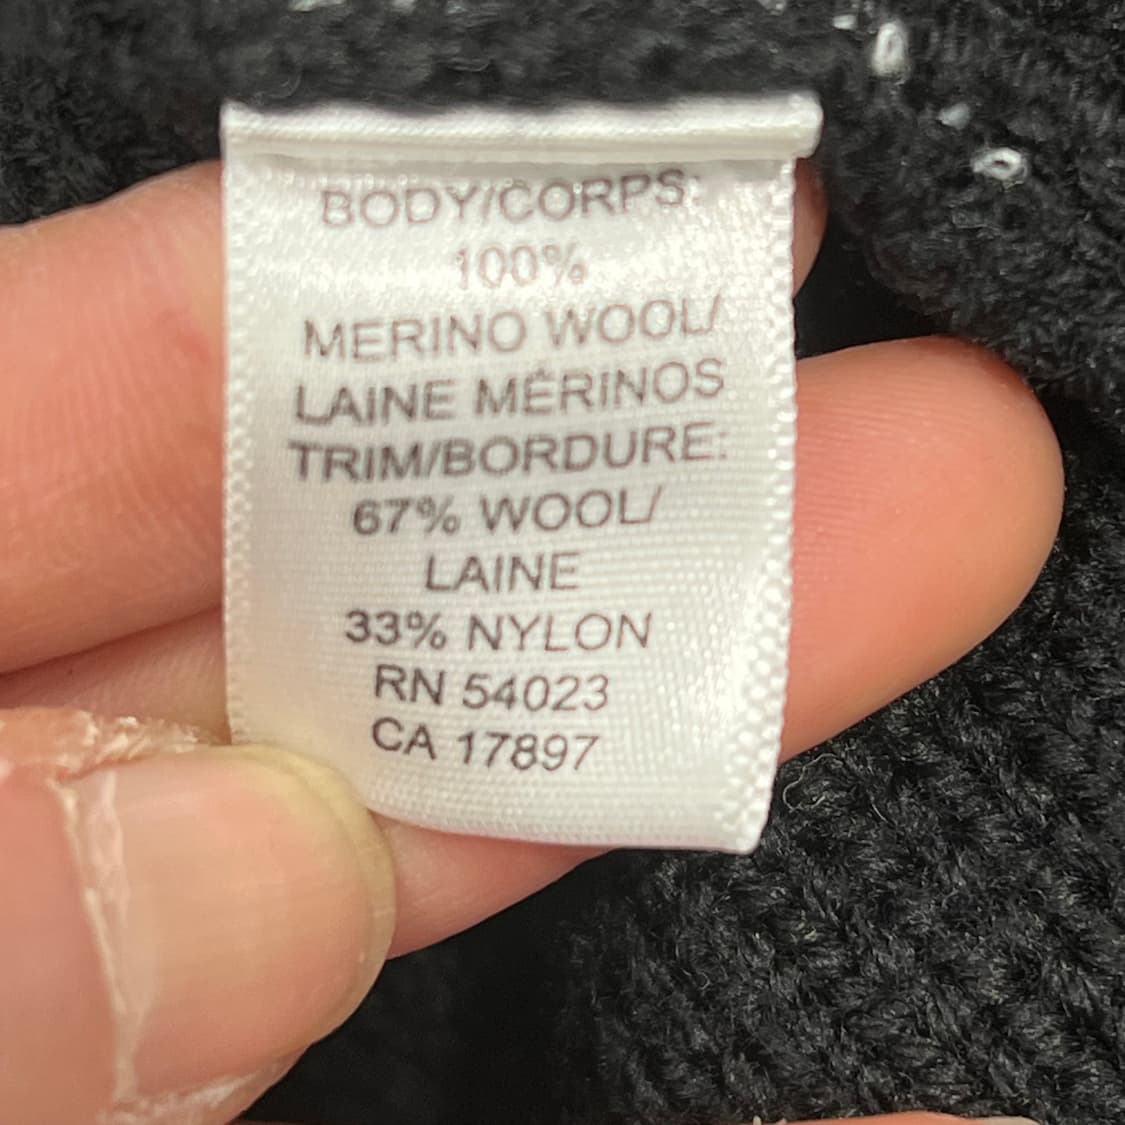 BODY/CORPS:
100%
MERINO WOOL/
LAINE MÉRINOS
TRIM/BORDURE:
67% WOOL/
LAINE
33% NYLON
RN 54023
CA 17897